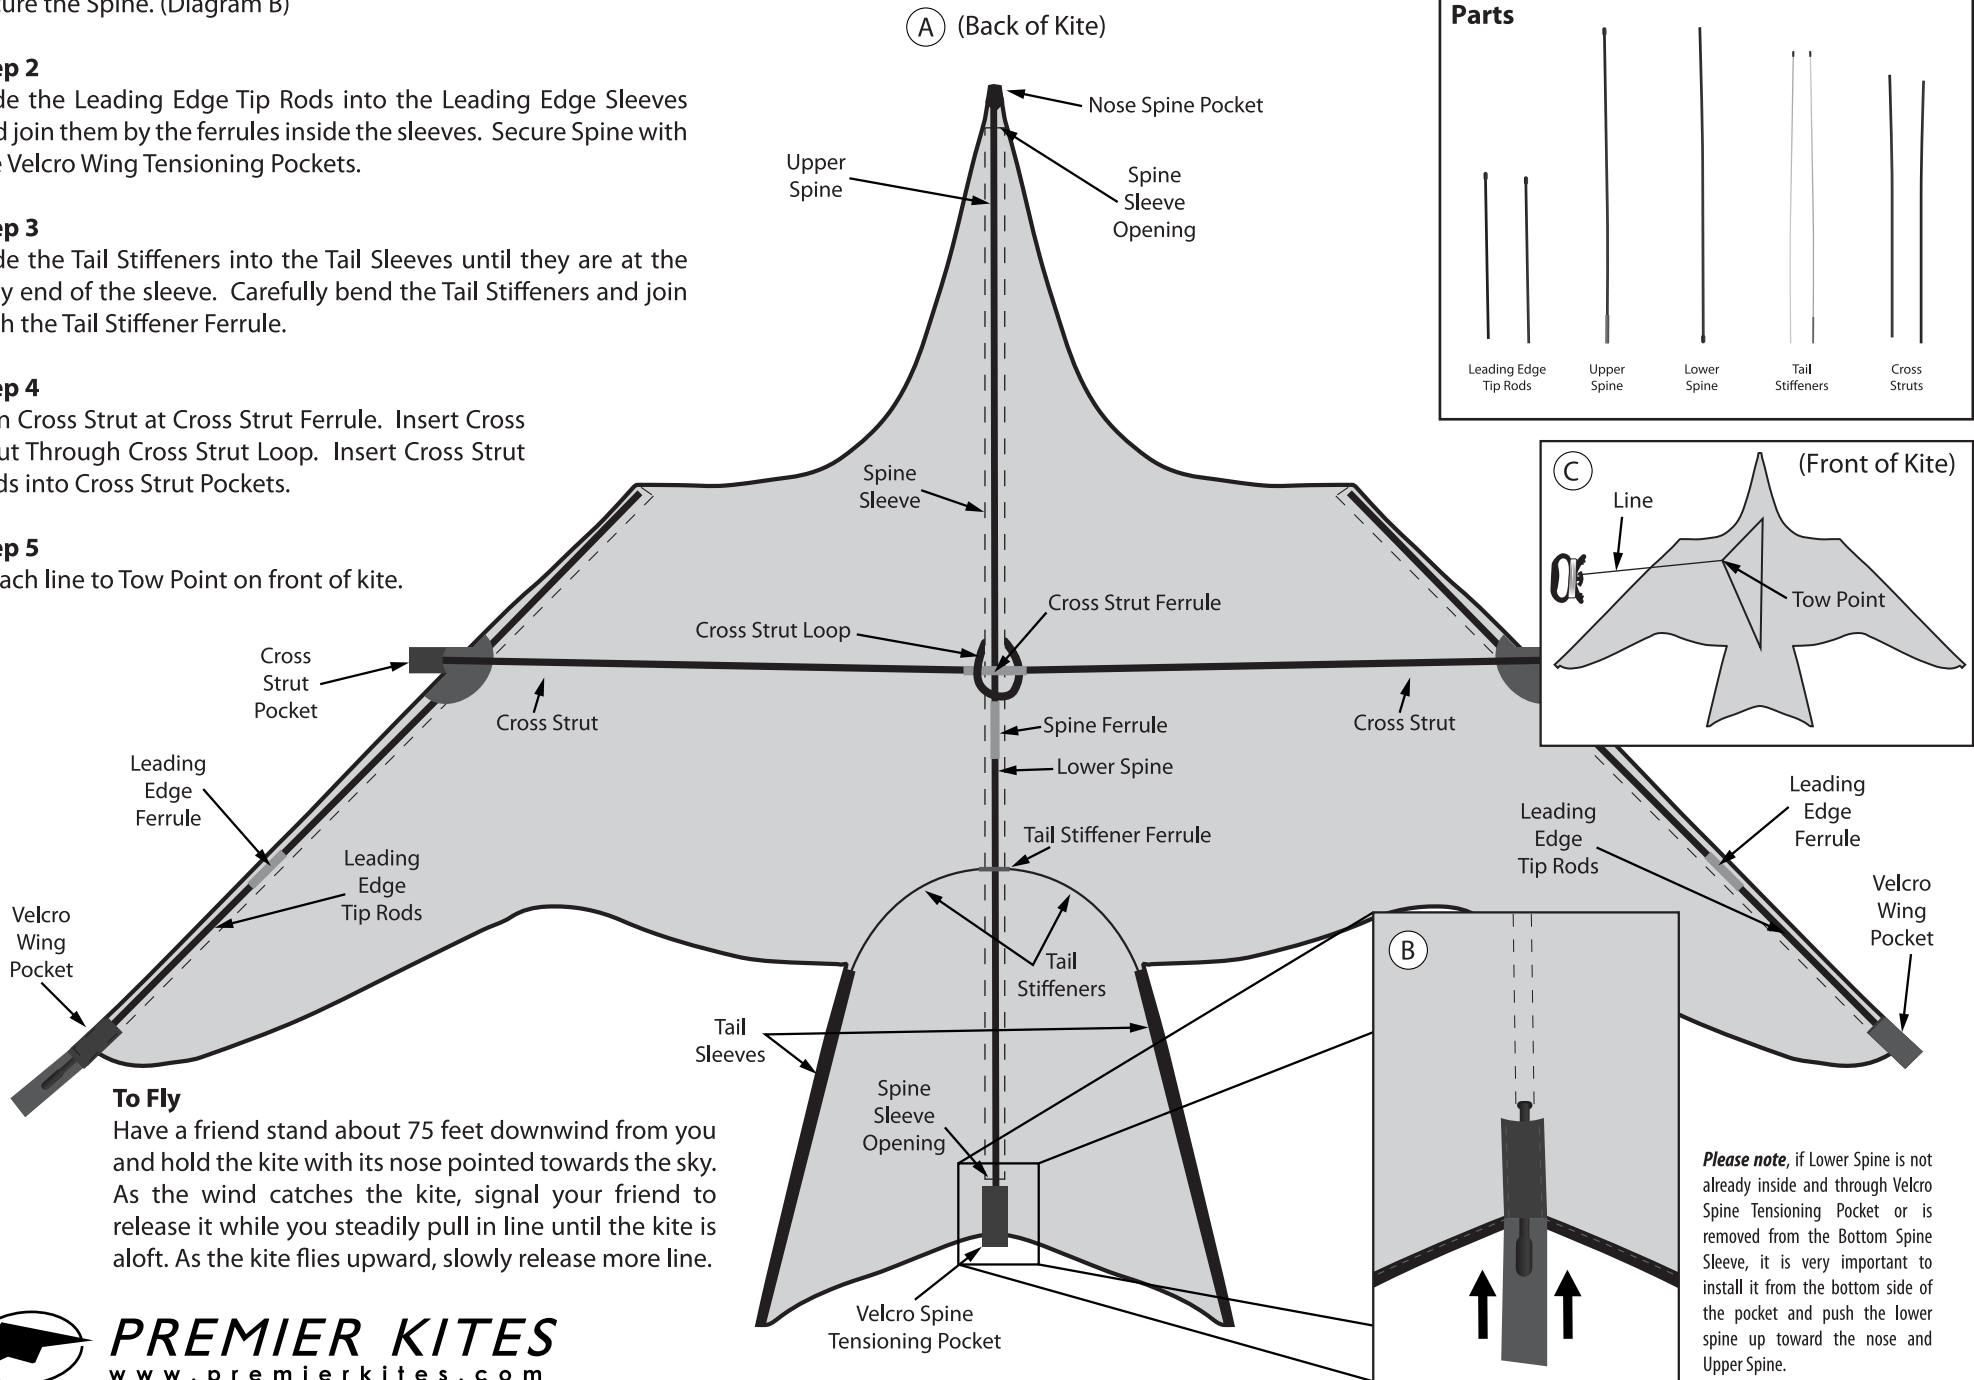 the Spine. (Diagram B)
2
the Leading Edge Tip Rods into the Leading Edge Sleeves
join them by the ferrules inside the sleeves. Secure Spine with
Velcro Wing Tensioning Pockets.
3
the Tail Stiffeners into the Tail Sleeves until they are at the
end of the sleeve. Carefully bend the Tail Stiffeners and join
the Tail Stiffener Ferrule.
4
Cross Strut at Cross Strut Ferrule. Insert Cross
Through Cross Strut Loop. Insert Cross Strut
into Cross Strut Pockets.
5
line to Tow Point on front of kite.
A (Back of Kite)
Nose Spine Pocket
Upper
Spine
Spine
Sleeve
Opening
Spine
Sleeve
Cross Strut Ferrule
Cross Strut Loop
Cross
Strut
Pocket
Cross Strut
Cross Strut
Spine Ferrule
Lower Spine
Leading
Edge
Ferrule
Leading
Edge
Tip Rods
Tail Stiffener Ferrule
Leading
Edge
Tip Rods
Leading
Edge
Ferrule
Velcro
Wing
Pocket
Velcro
Wing
Pocket
Tail
Stiffeners
Tail
Sleeves
Spine
Sleeve
Opening
Velcro Spine
Tensioning Pocket
Parts
Leading Edge
Tip Rods
Upper
Spine
Lower
Spine
Tail
Stiffeners
Cross
Struts
C (Front of Kite)
Line
Tow Point
B
To Fly
Have a friend stand about 75 feet downwind from you
and hold the kite with its nose pointed towards the sky.
As the wind catches the kite, signal your friend to
release it while you steadily pull in line until the kite is
aloft. As the kite flies upward, slowly release more line.
Please note, if Lower Spine is not
already inside and through Velcro
Spine Tensioning Pocket or is
removed from the Bottom Spine
Sleeve, it is very important to
install it from the bottom side of
the pocket and push the lower
spine up toward the nose and
Upper Spine.
PREMIER KITES
www.premierkites.com